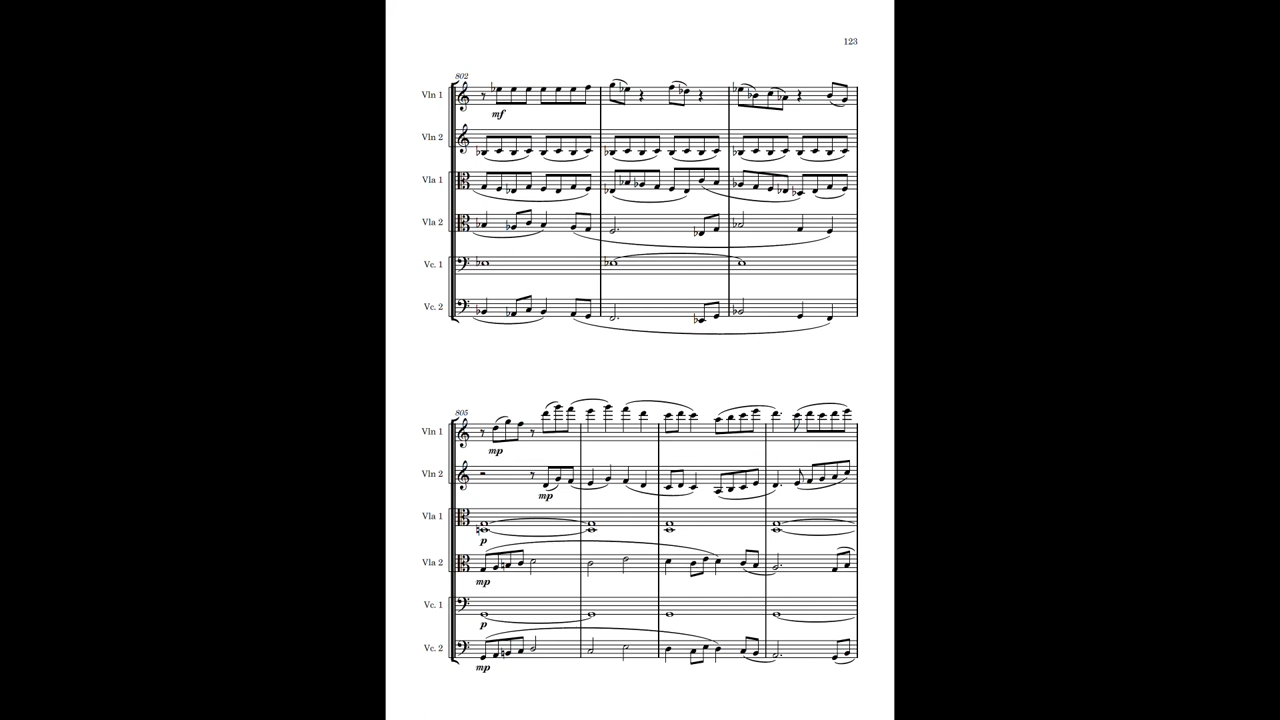 123
802
Vln 1
mf
Vln 2
Vla 1
Vla 2
Vc. 1
Vc. 2
805
Vln 1
mp
Vln 2
mp
Vla 1
p
Vla 2
mp
Vc. 1
p
Vc. 2
mp